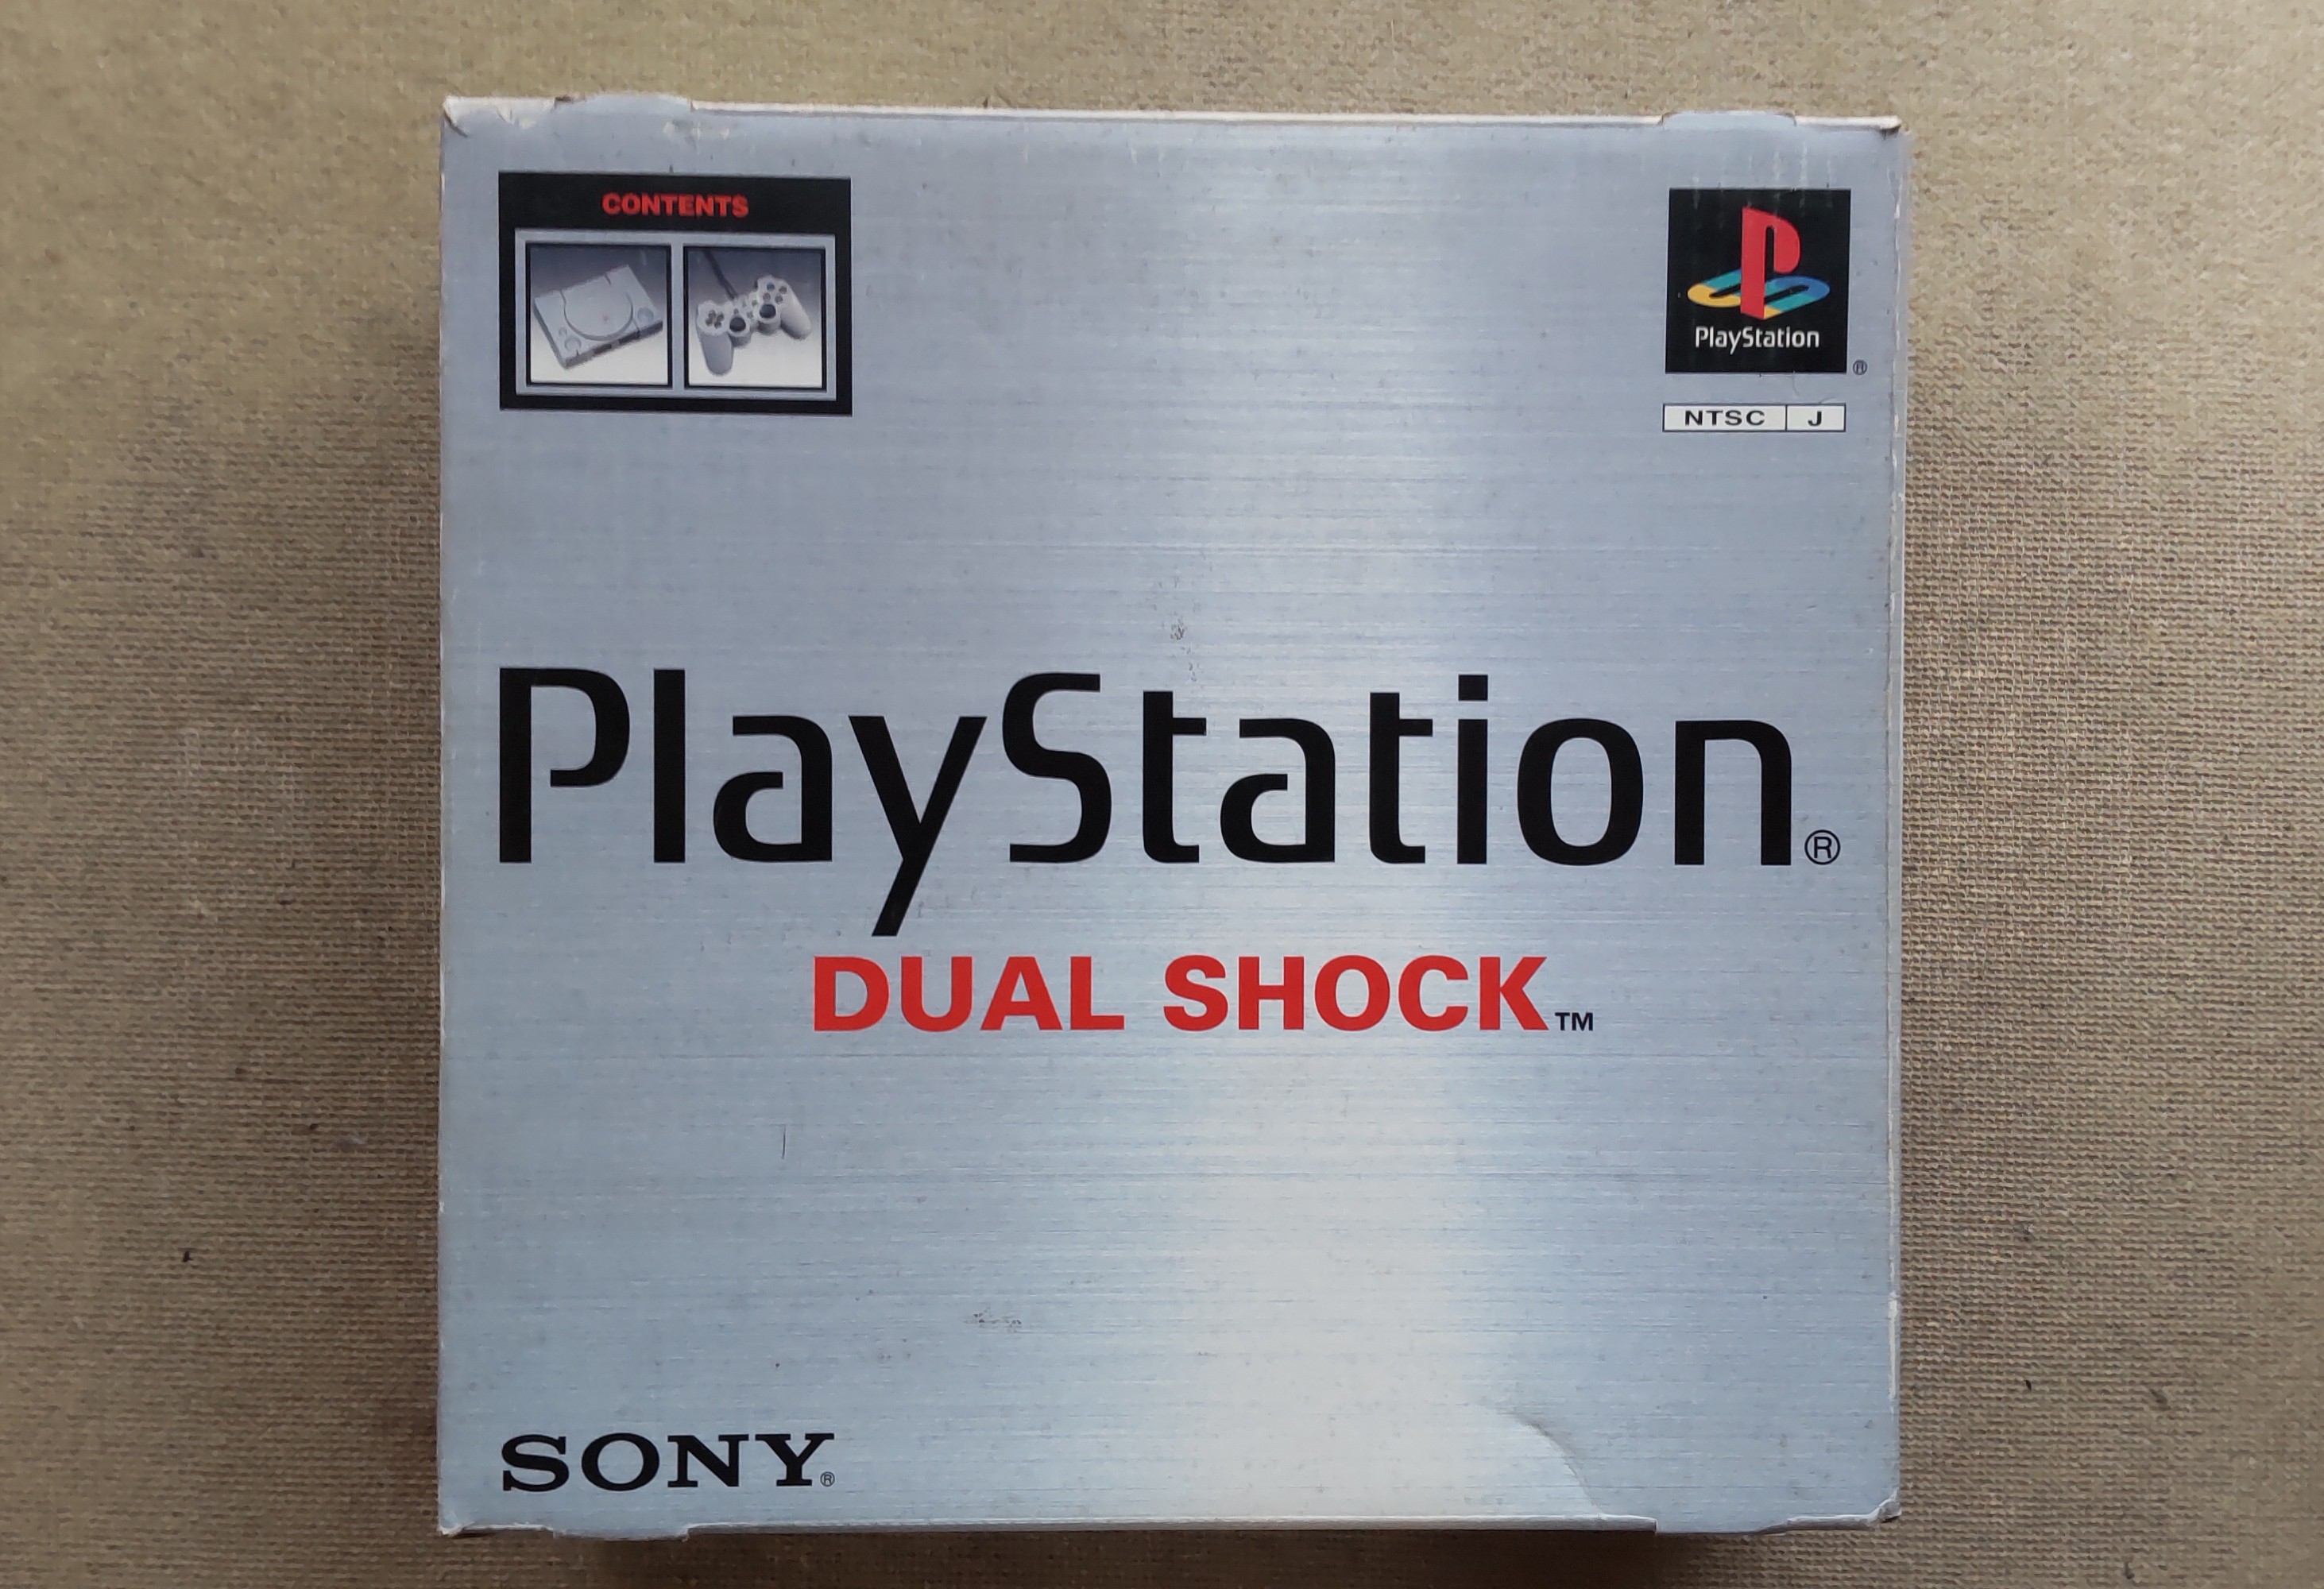 CONTENTS
PlayStation
®
NTSC J
PlayStation®
DUAL SHOCK™
SONY®